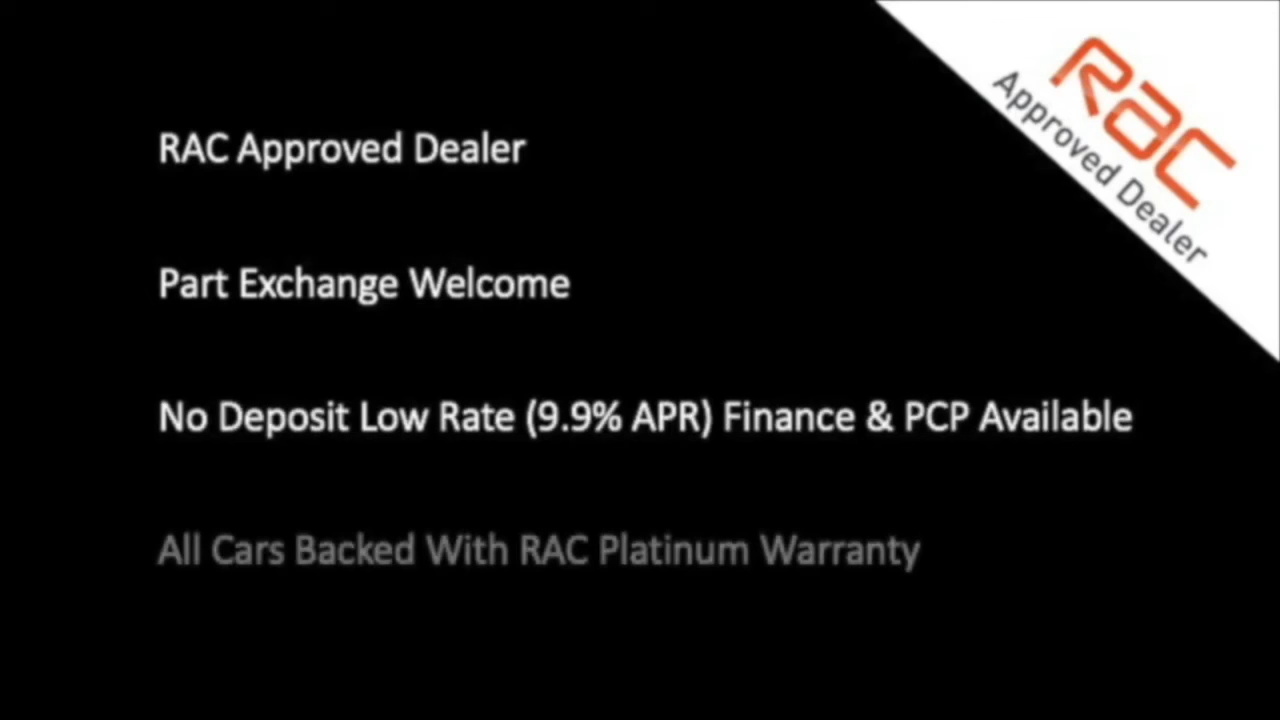 RAC
Approved Dealer
RAC Approved Dealer
Part Exchange Welcome
No Deposit Low Rate (9.9% APR) Finance & PCP Available
All Cars Backed With RAC Platinum Warranty